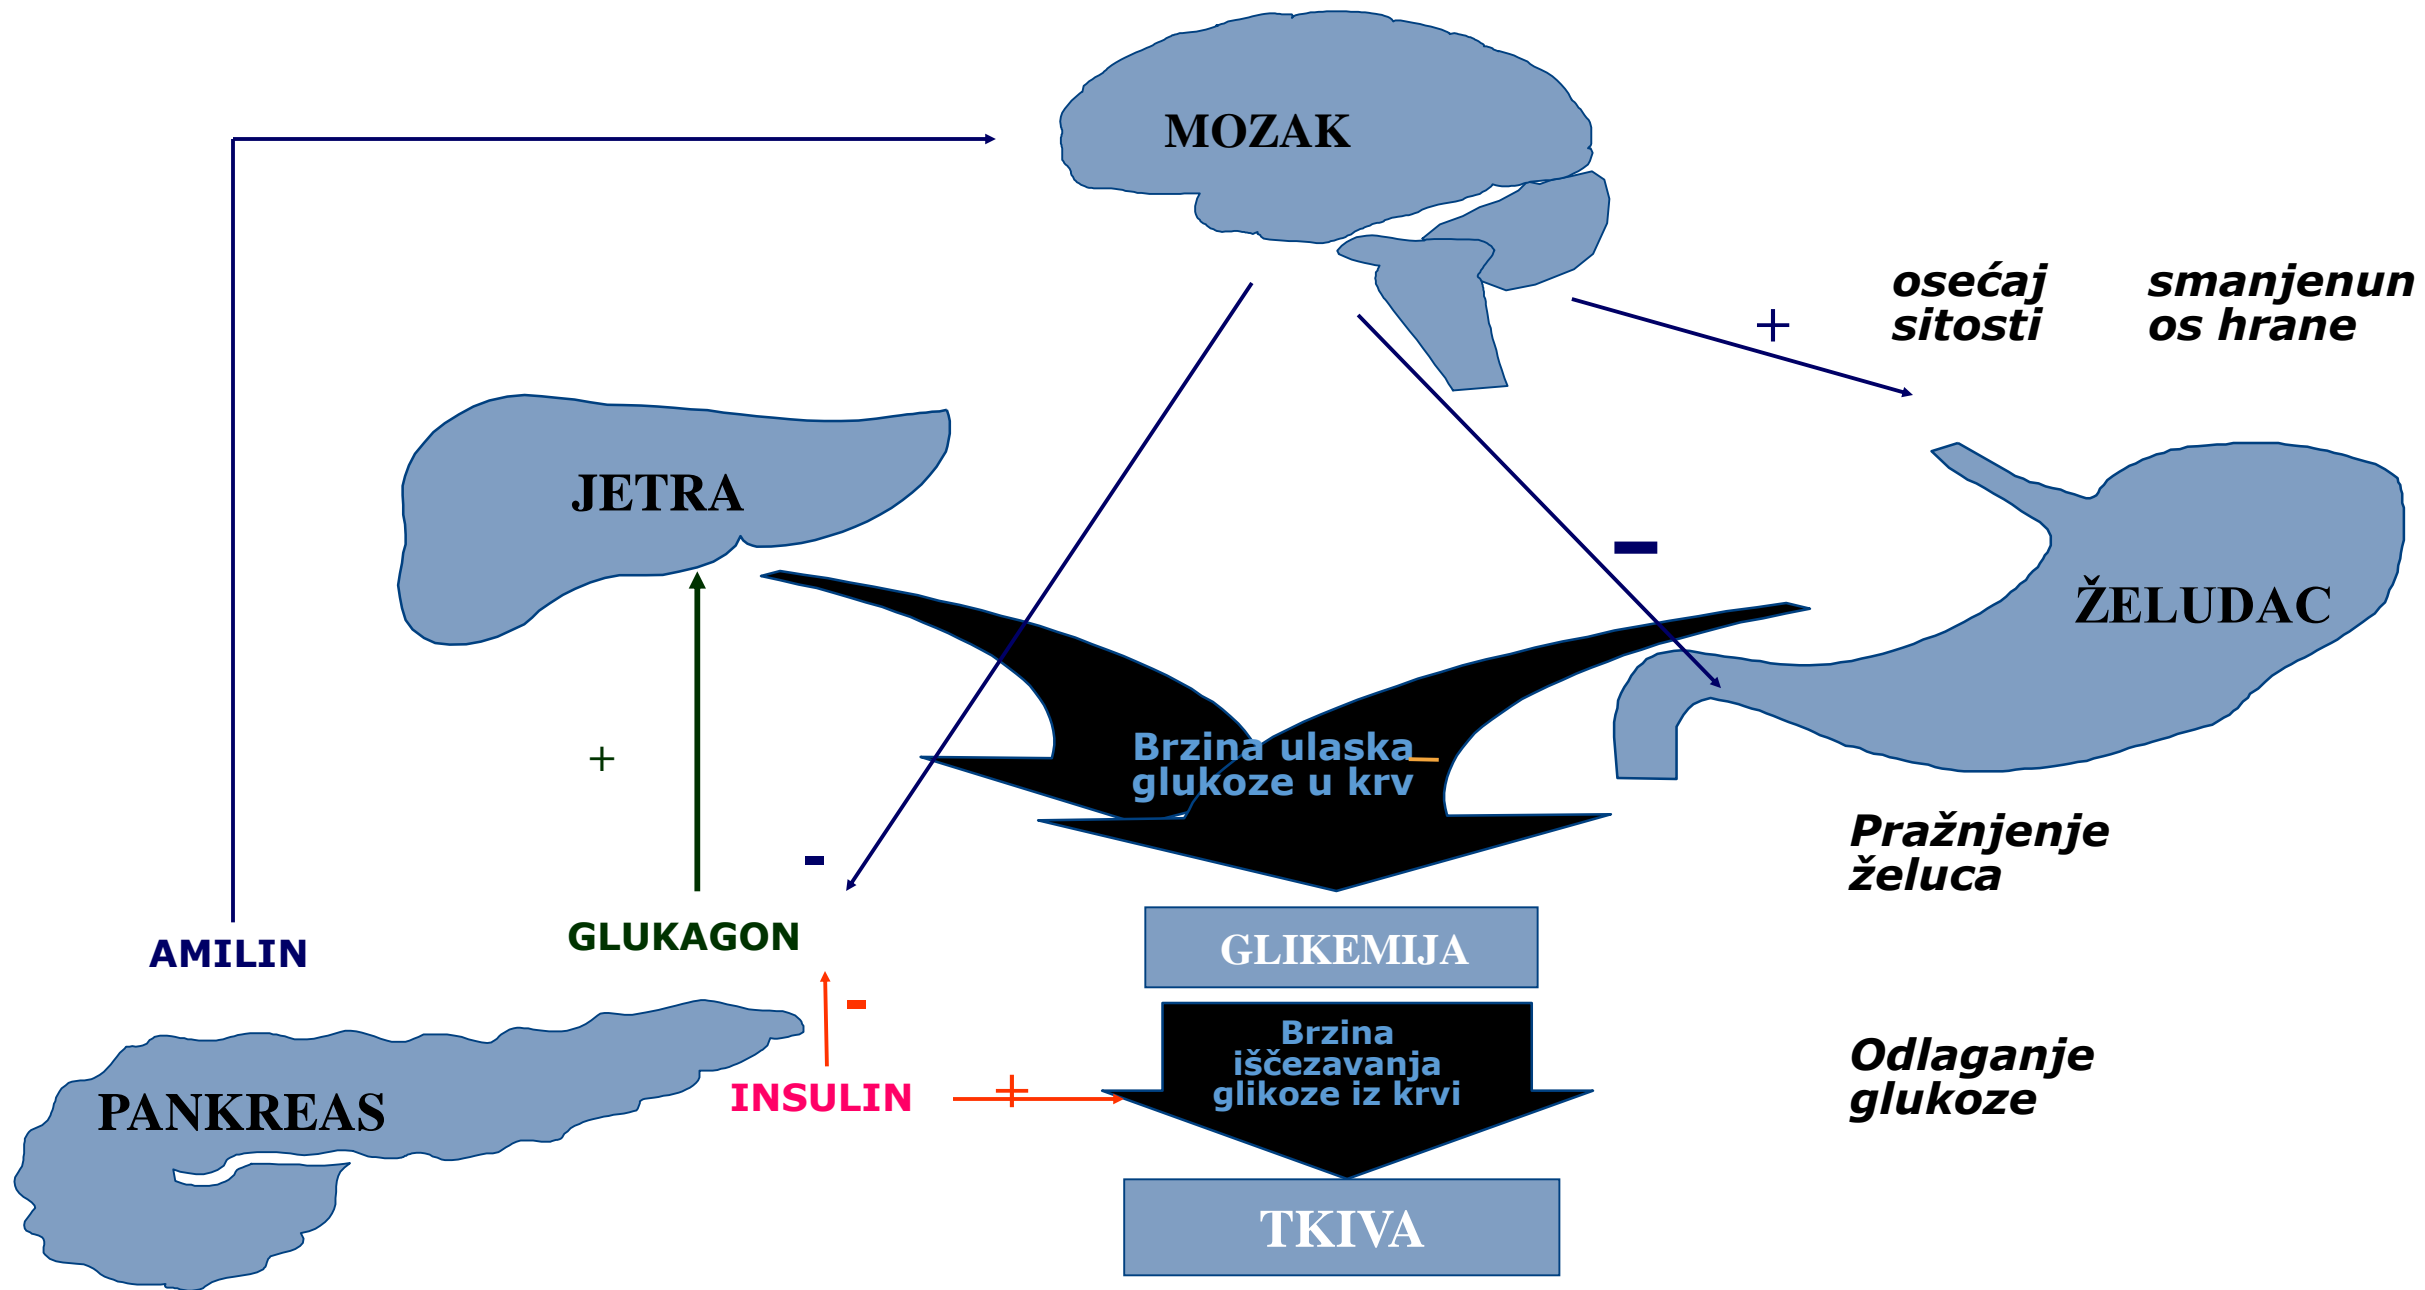 MOZAK
osećaj
sitosti
smanjenun
os hrane
+
JETRA
-
ŽELUDAC
+
Brzina ulaska
glukoze u krv
-
Pražnjenje
želuca
AMILIN
GLUKAGON
GLIKEMIJA
-
Brzina
iščezavanja
glikoze iz krvi
Odlaganje
glukoze
PANKREAS
INSULIN
+
TKIVA